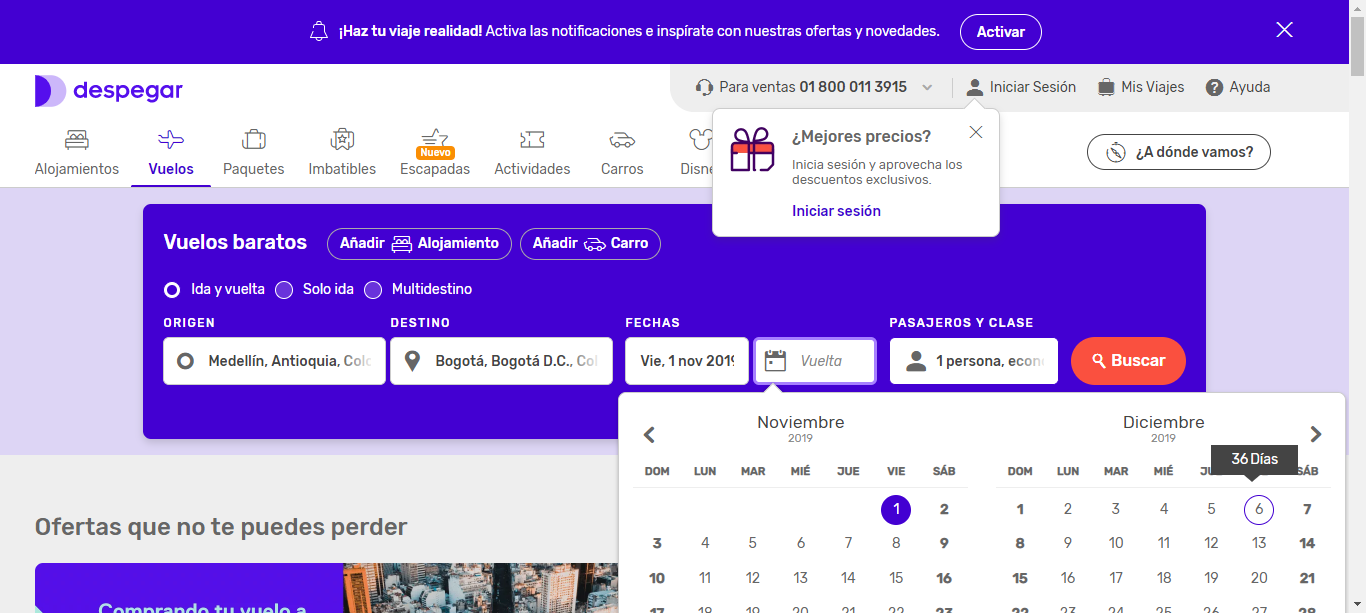 ¡Haz tu viaje realidad! Activa las notificaciones e inspírate con nuestras ofertas y novedades.
Activar
despegar
Para ventas 01 800 011 3915
Iniciar Sesión
Mis Viajes
Ayuda
Alojamientos
Vuelos
Paquetes
Imbatibles
Nuevo
Escapadas
Actividades
Carros
Disne
¿A dónde vamos?
¿Mejores precios?
Inicia sesión y aprovecha los
descuentos exclusivos.
Iniciar sesión
Vuelos baratos
Añadir Alojamiento
Añadir Carro
Ida y vuelta
Solo ida
Multidestino
ORIGEN
DESTINO
FECHAS
PASAJEROS Y CLASE
Medellín, Antioquia, Colo
Bogotá, Bogotá D.C., Col
Vie, 1 nov 2019
Vuelta
1 persona, econ
Buscar
Noviembre
2019
DOM LUN MAR MIÉ JUE VIE SÁB
1 2
3 4 5 6 7 8 9
10 11 12 13 14 15 16
17 18 19 20 21 22 23
Diciembre
2019
36 Días
DOM LUN MAR MIÉ JU SÁB
1 2 3 4 5 6 7
8 9 10 11 12 13 14
15 16 17 18 19 20 21
22 23 24 25 26 27 28
Ofertas que no te puedes perder
Comprando tu vuelo a